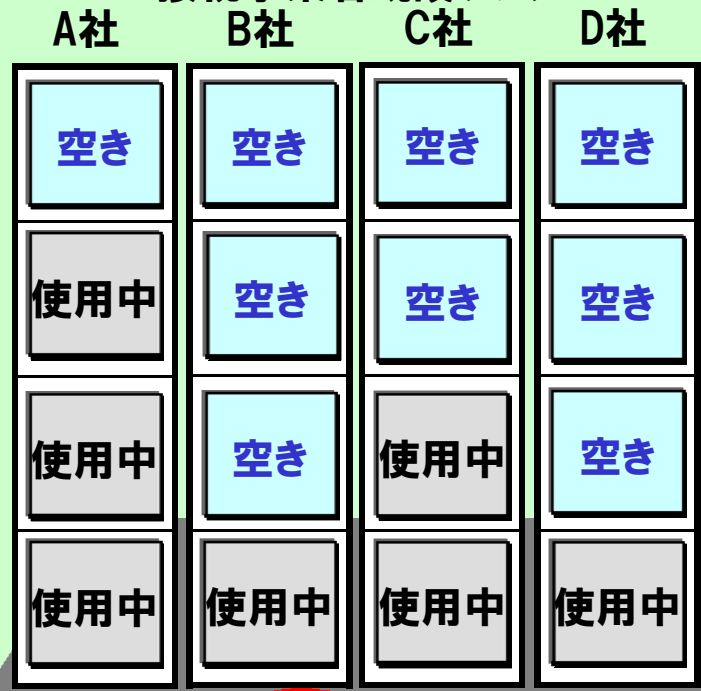 A社 B社 C社 D社
空き 空き 空き 空き
使用中 空き 空き 空き
使用中 空き 使用中 空き
使用中 使用中 使用中 使用中